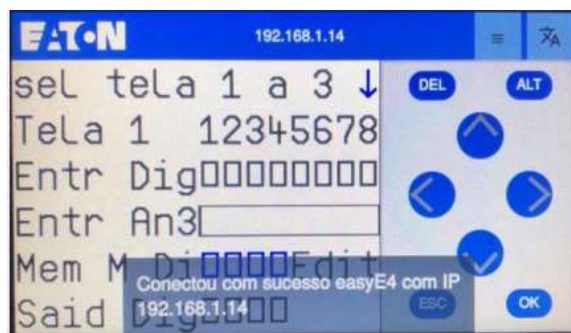 EATON
192.168.1.14
seL teLa 1 a 3 ↓
DEL
ALT
TeLa 1 12345678
Entr Dig
Entr An3
Mem M Di Edit
Conectou com sucesso easyE4 com IP
192.168.1.14
Said Dig
ESC
OK